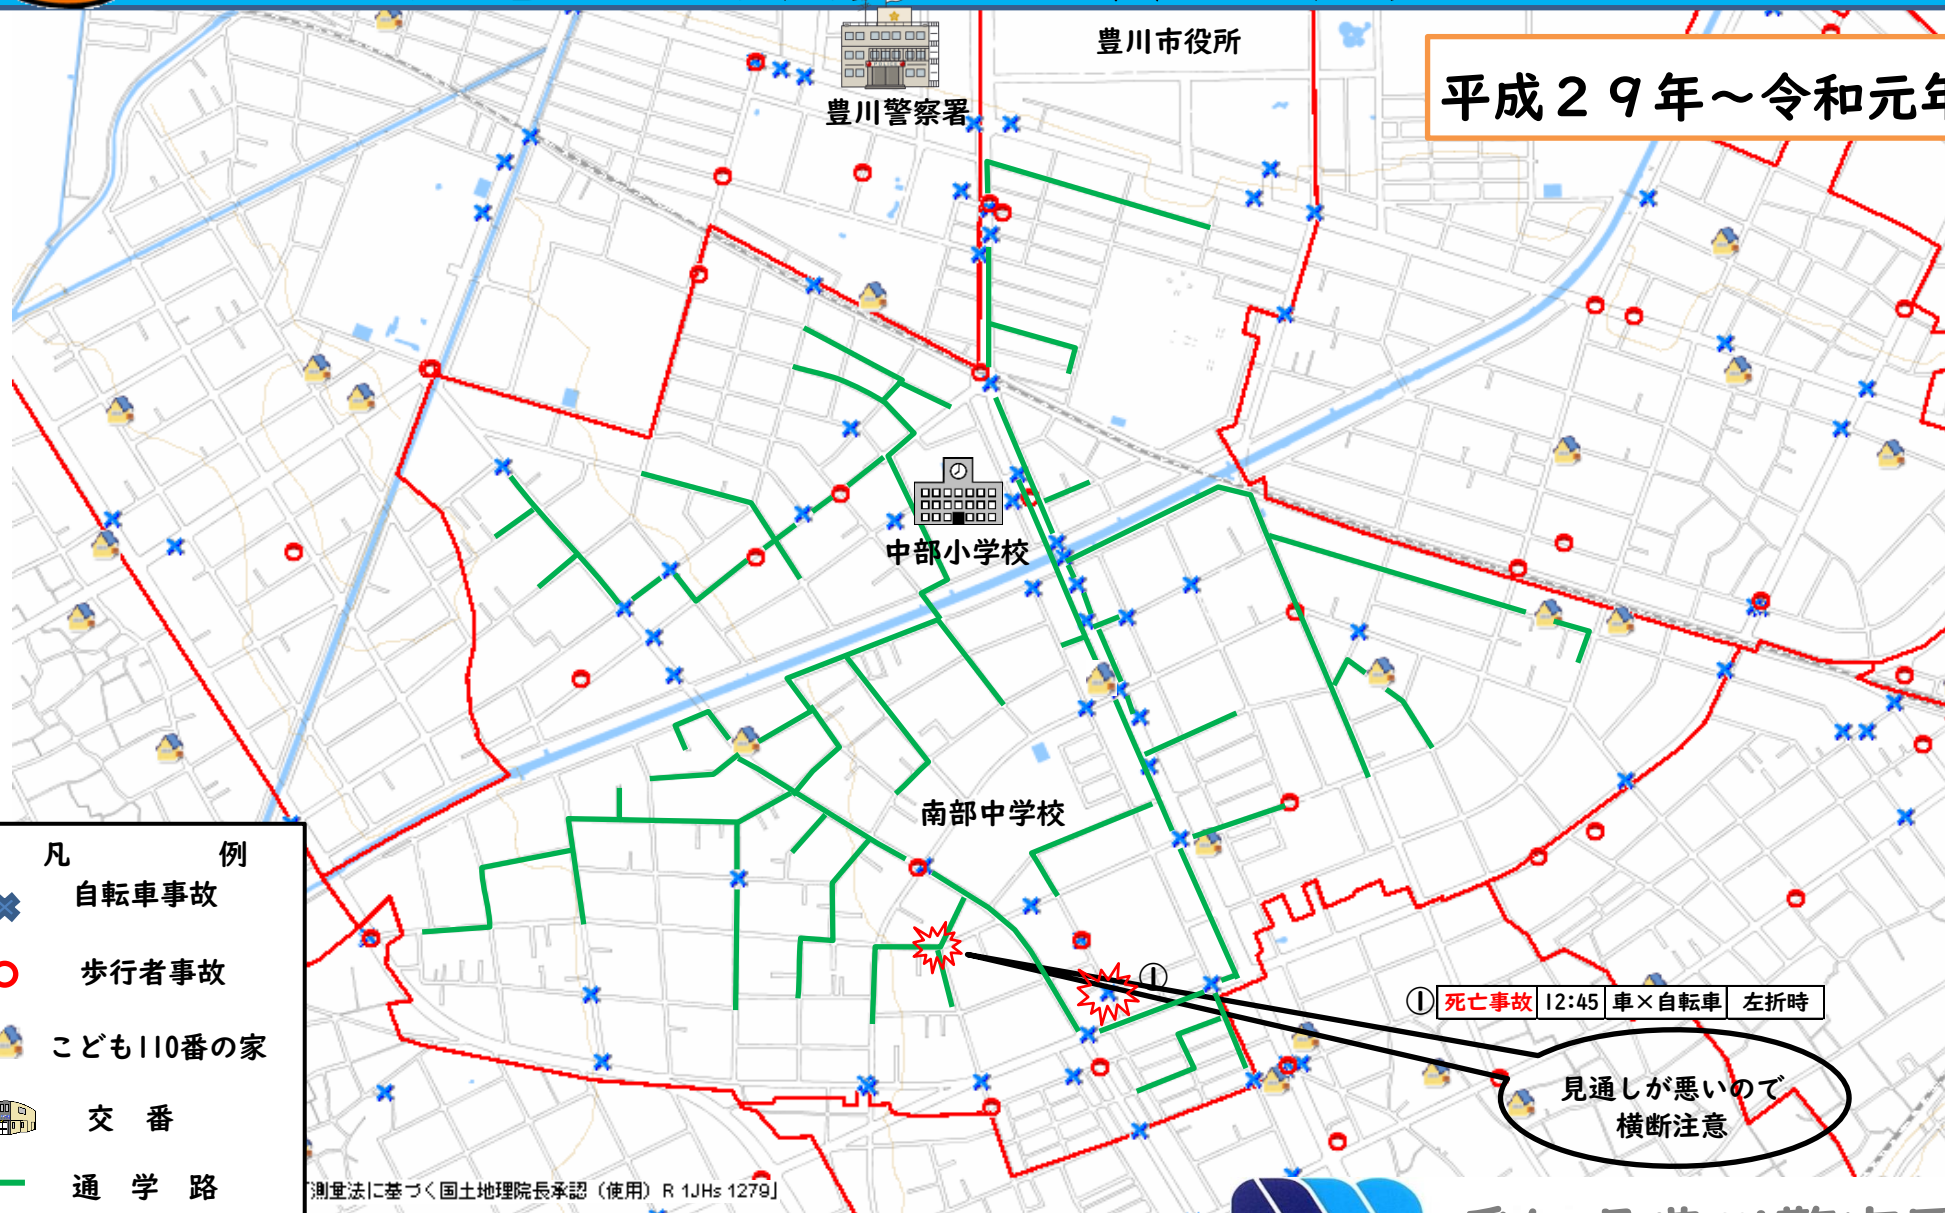 豊川市役所
平成２９年～令和元年
豊川警察署
中部小学校
南部中学校
凡　例
自転車事故
歩行者事故
こども110番の家
交　番
通　学　路
①
① 死亡事故 12:45 車×自転車 左折時
見通しが悪いので
横断注意
「測量法に基づく国土地理院長承認（使用）Ｒ 1JHs 1279」